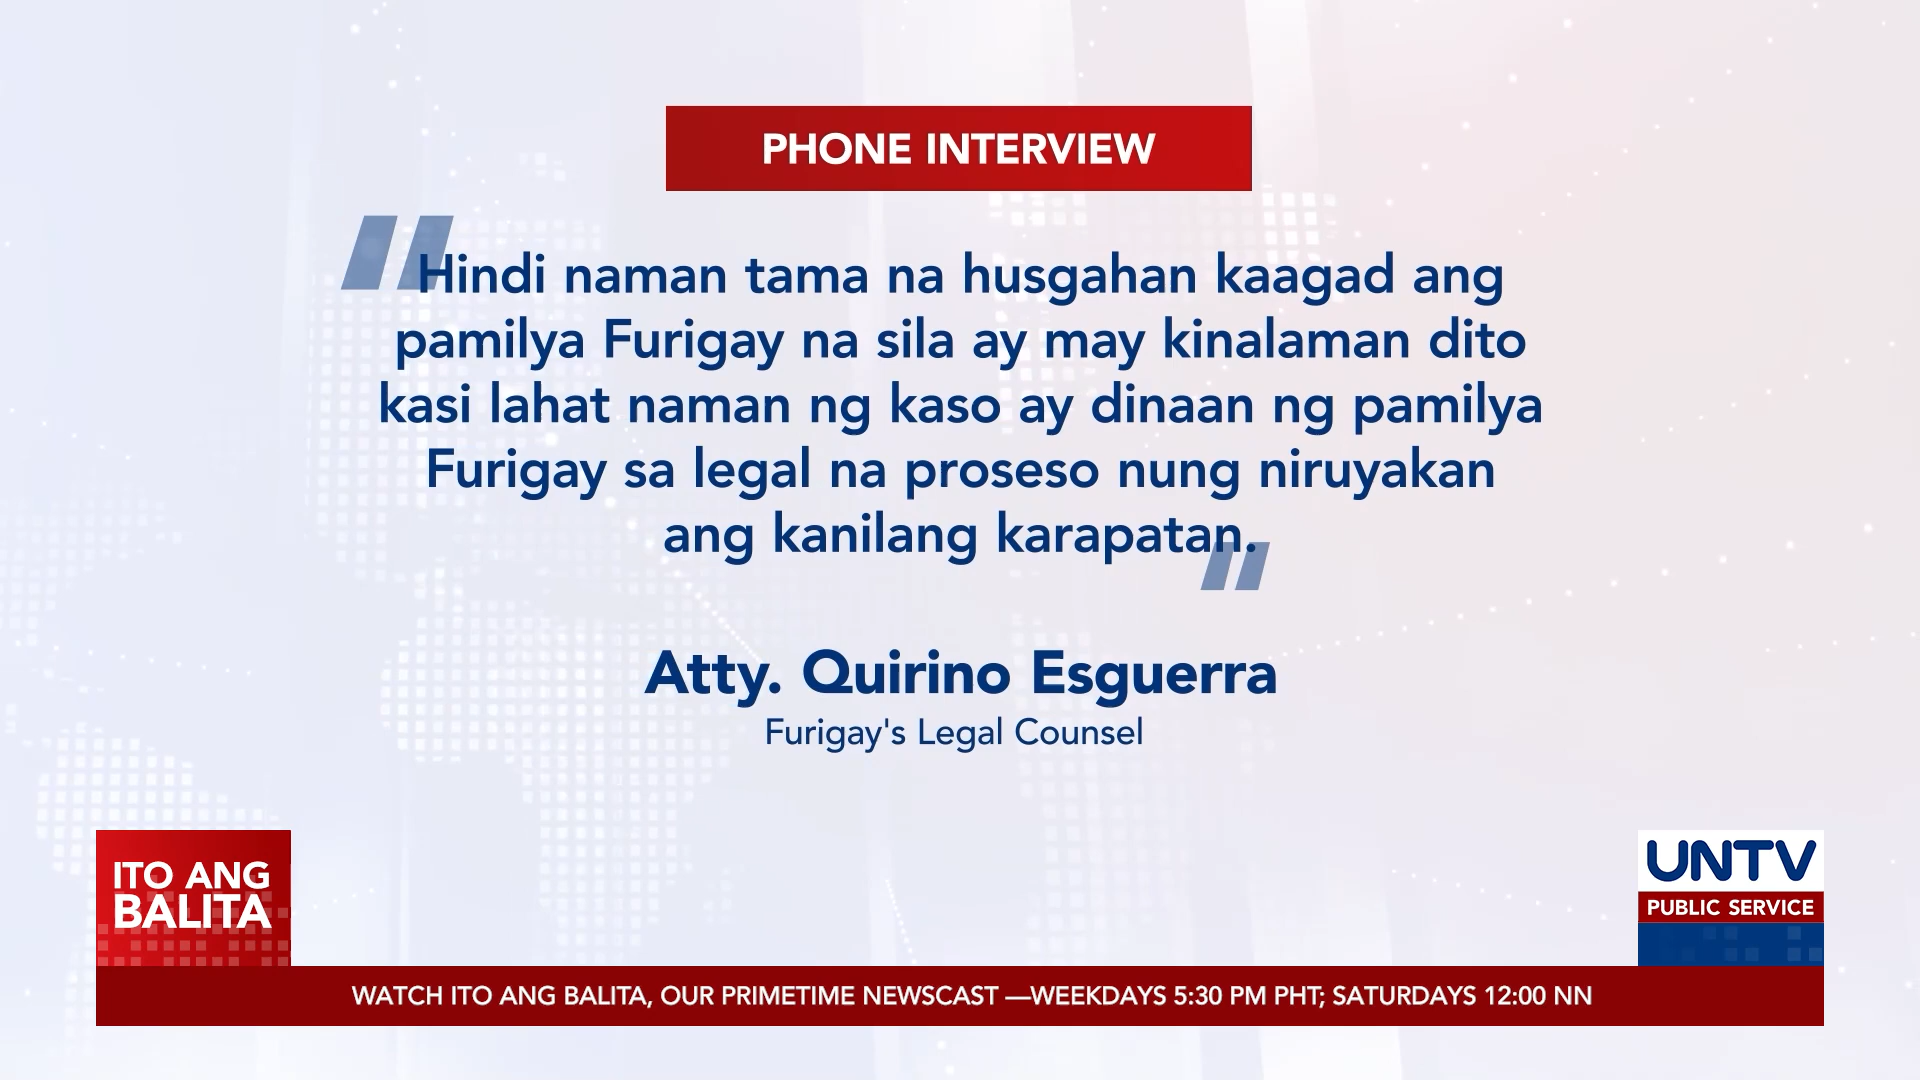 PHONE INTERVIEW
"Hindi naman tama na husgahan kaagad ang
pamilya Furigay na sila ay may kinalaman dito
kasi lahat naman ng kaso ay dinaan ng pamilya
Furigay sa legal na proseso nung niruyakan
ang kanilang karapatan."
Atty. Quirino Esguerra
Furigay's Legal Counsel
ITO ANG
BALITA
UNTV
PUBLIC SERVICE
WATCH ITO ANG BALITA, OUR PRIMETIME NEWSCAST —WEEKDAYS 5:30 PM PHT; SATURDAYS 12:00 NN